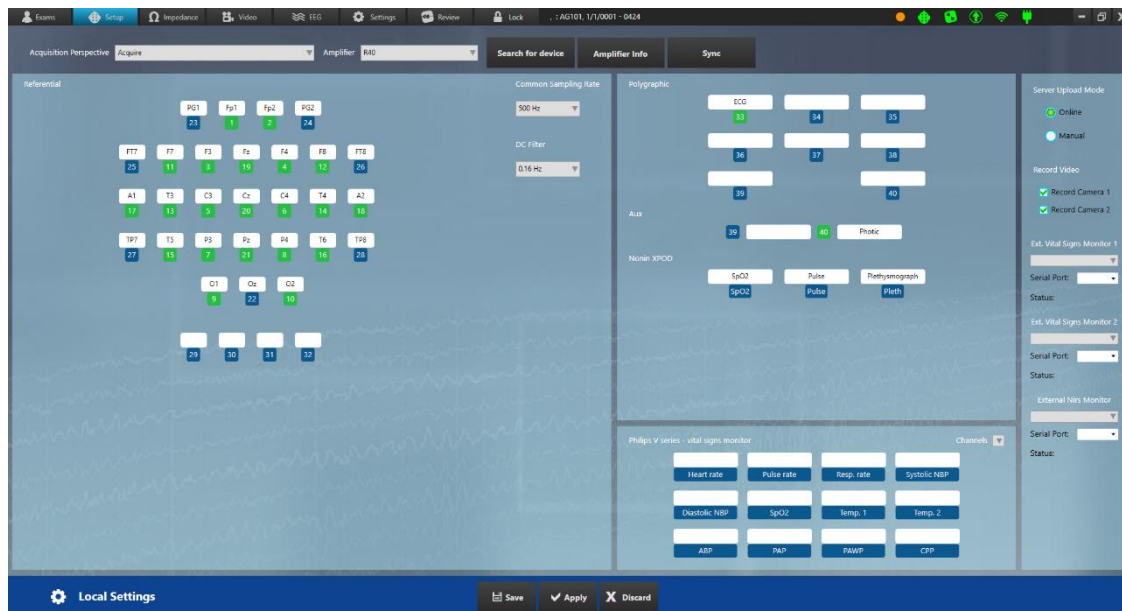 Exams Setup Impedance Video EEG Settings Review Lock , : AG101, 1/1/0001 - 0424
Acquisition Perspective Acquire Amplifier R40 Search for device Amplifier Info Sync
Referential
Common Sampling Rate
500 Hz
DC Filter
0.16 Hz
PG1 Fp1 Fp2 PG2
23 1 2 24
FT7 F7 F3 Fz F4 F8 FT8
25 11 3 19 4 12 26
A1 T3 C3 Cz C4 T4 A2
17 13 5 20 6 14 18
TP7 T5 P3 Pz P4 T6 TP8
27 15 7 21 8 16 28
O1 Oz O2
9 22 10
29 30 31 32
Polygraphic
ECG
33 34 35
36 37 38
39 40
Aux
39 40 Photic
Nonin XPOD
SpO2 Pulse Plethysmograph
SpO2 Pulse Pleth
Philips V series - vital signs monitor Channels
Heart rate Pulse rate Resp. rate Systolic NBP
Diastolic NBP SpO2 Temp. 1 Temp. 2
ABP PAP PAWP CPP
Server Upload Mode
Online
Manual
Record Video
Record Camera 1
Record Camera 2
Ext. Vital Signs Monitor 1
Serial Port:
Status:
Ext. Vital Signs Monitor 2
Serial Port:
Status:
External Nirs Monitor
Serial Port:
Status:
Local Settings Save Apply Discard